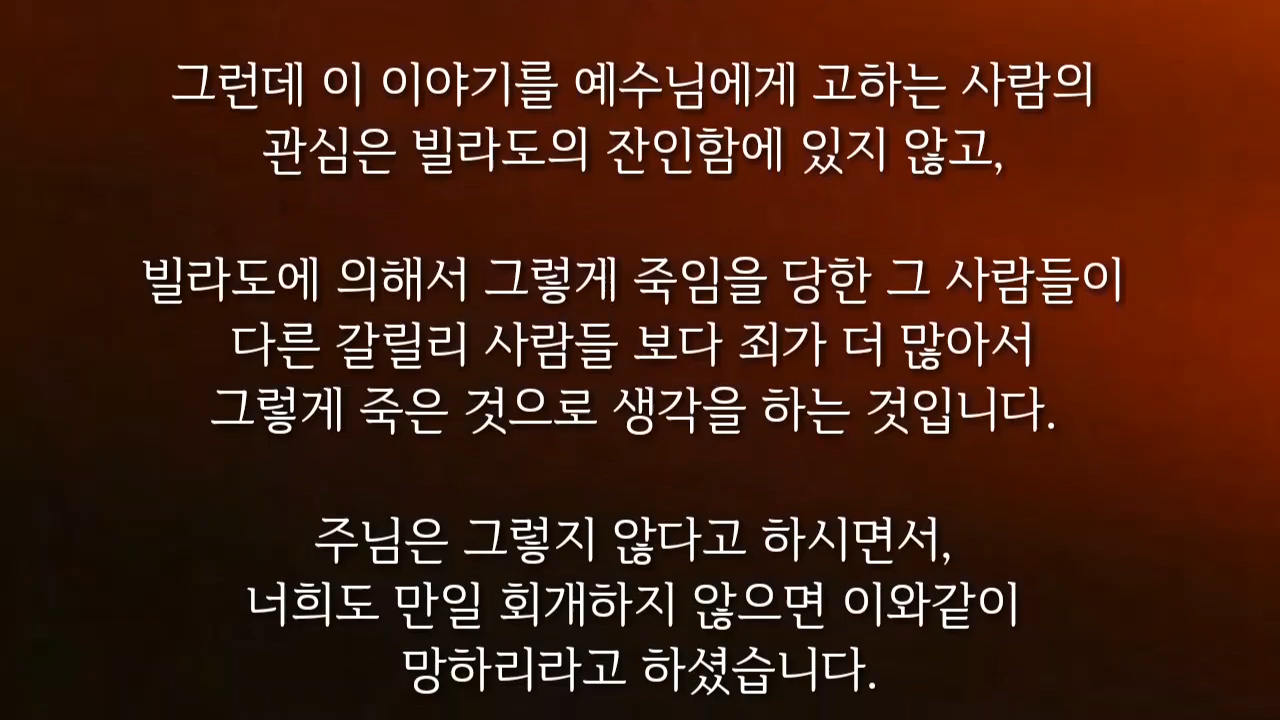 그런데 이 이야기를 예수님에게 고하는 사람의
관심은 빌라도의 잔인함에 있지 않고,
빌라도에 의해서 그렇게 죽임을 당한 그 사람들이
다른 갈릴리 사람들 보다 죄가 더 많아서
그렇게 죽은 것으로 생각을 하는 것입니다.
주님은 그렇지 않다고 하시면서,
너희도 만일 회개하지 않으면 이와같이
망하리라고 하셨습니다.